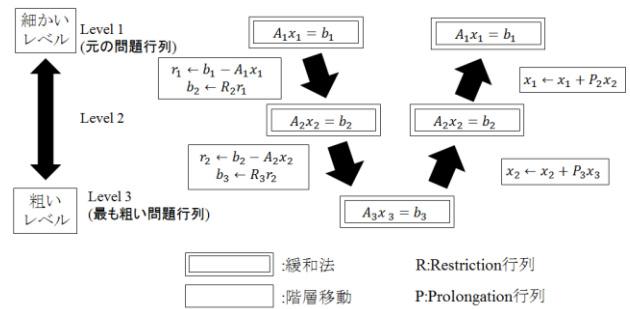 細かい
レベル
Level 1
(元の問題行列)
A₁x₁ = b₁
A₁x₁ = b₁
r₁ ← b₁ − A₁x₁
b₂ ← R₂r₁
x₁ ← x₁ + P₂x₂
Level 2
A₂x₂ = b₂
A₂x₂ = b₂
r₂ ← b₂ − A₂x₂
b₃ ← R₃r₂
x₂ ← x₂ + P₃x₃
粗い
レベル
Level 3
(最も粗い問題行列)
A₃x₃ = b₃
:緩和法
R:Restriction行列
:階層移動
P:Prolongation行列